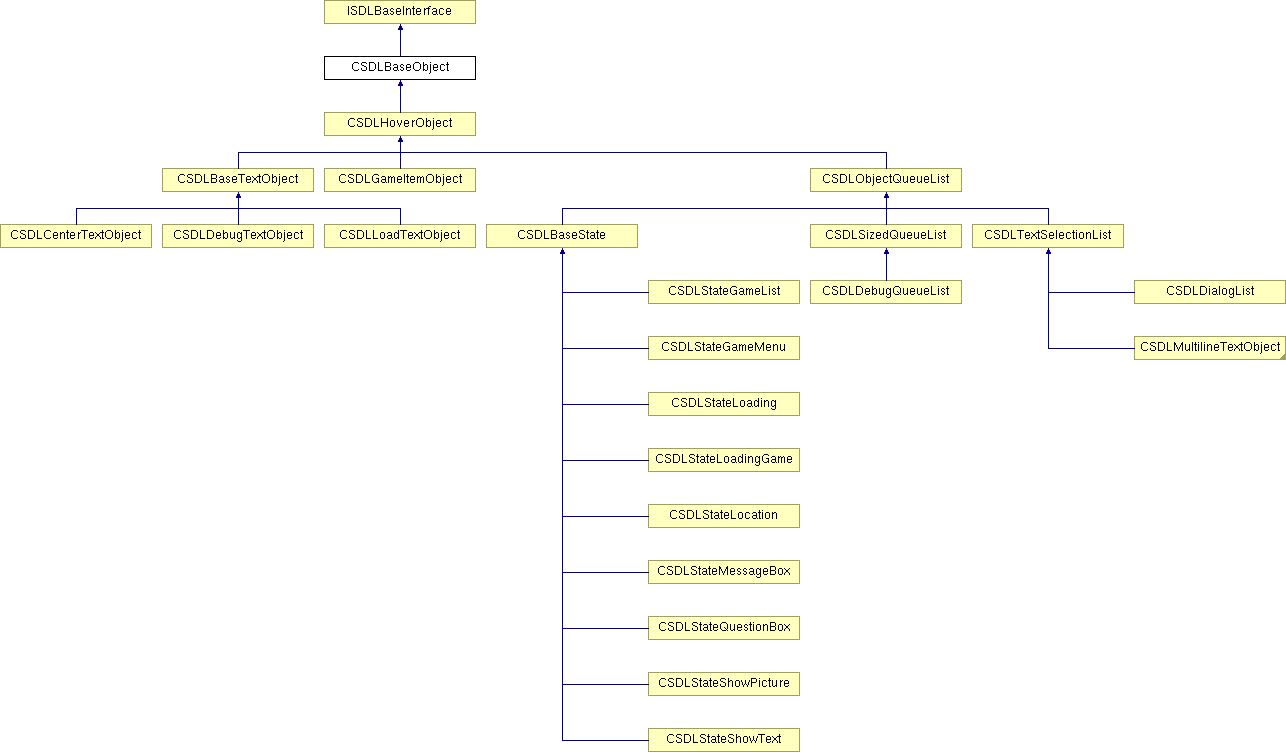 ISDLBaseInterface
CSDLBaseObject
CSDLHoverObject
CSDLBaseTextObject
CSDLGameItemObject
CSDLObjectQueueList
CSDLCenterTextObject
CSDLDebugTextObject
CSDLLoadTextObject
CSDLBaseState
CSDLSizedQueueList
CSDLTextSelectionList
CSDLStateGameList
CSDLDebugQueueList
CSDLDialogList
CSDLStateGameMenu
CSDLMultilineTextObject
CSDLStateLoading
CSDLStateLoadingGame
CSDLStateLocation
CSDLStateMessageBox
CSDLStateQuestionBox
CSDLStateShowPicture
CSDLStateShowText